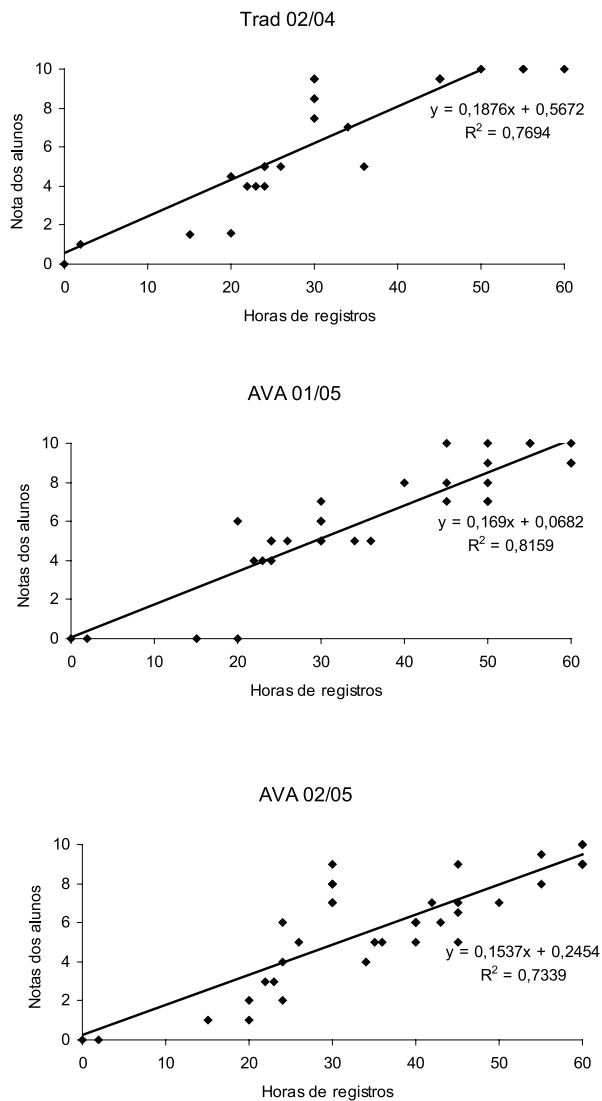 Trad 02/04
10
8
6
4
2
0
Nota dos alunos
y = 0,1876x + 0,5672
R² = 0,7694
0 10 20 30 40 50 60
Horas de registros
AVA 01/05
10
8
6
4
2
0
Notas dos alunos
y = 0,169x + 0,0682
R² = 0,8159
0 10 20 30 40 50 60
Horas de registros
AVA 02/05
10
8
6
4
2
0
Notas dos alunos
y = 0,1537x + 0,2454
R² = 0,7339
0 10 20 30 40 50 60
Horas de registros